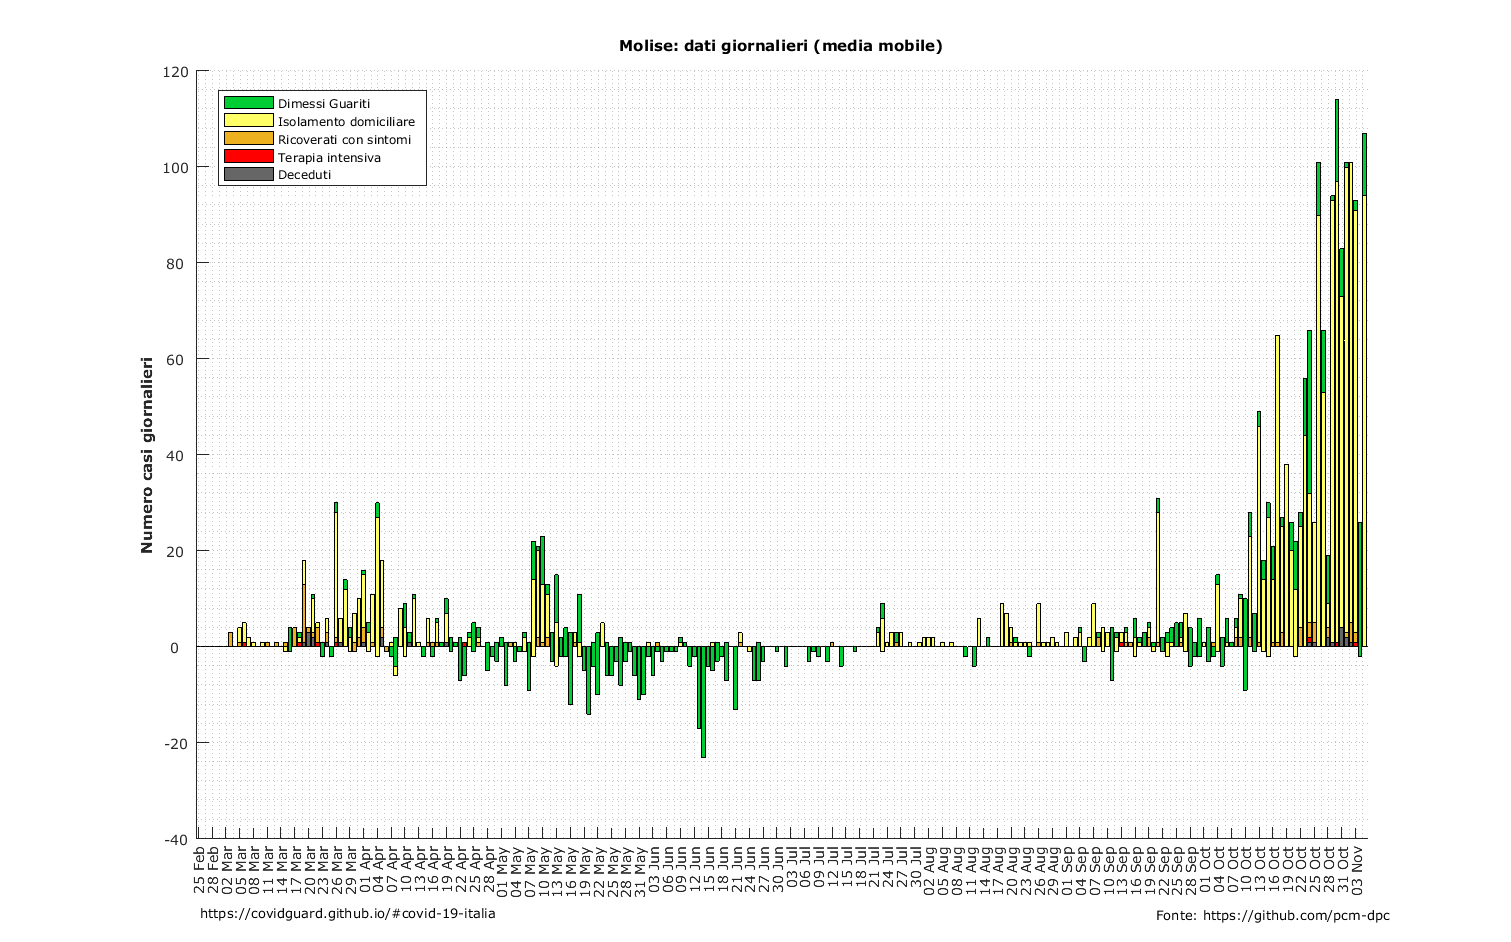 Molise: dati giornalieri (media mobile)
120
100
80
60
40
20
0
-20
-40
Numero casi giornalieri
Dimessi Guariti
Isolamento domiciliare
Ricoverati con sintomi
Terapia intensiva
Deceduti
25 Feb
28 Feb
02 Mar
05 Mar
08 Mar
11 Mar
14 Mar
17 Mar
20 Mar
23 Mar
26 Mar
29 Mar
01 Apr
04 Apr
07 Apr
10 Apr
13 Apr
16 Apr
19 Apr
22 Apr
25 Apr
28 Apr
01 May
04 May
07 May
10 May
13 May
16 May
19 May
22 May
25 May
28 May
31 May
03 Jun
06 Jun
09 Jun
12 Jun
15 Jun
18 Jun
21 Jun
24 Jun
27 Jun
30 Jun
03 Jul
06 Jul
09 Jul
12 Jul
15 Jul
18 Jul
21 Jul
24 Jul
27 Jul
30 Jul
02 Aug
05 Aug
08 Aug
11 Aug
14 Aug
17 Aug
20 Aug
23 Aug
26 Aug
29 Aug
01 Sep
04 Sep
07 Sep
10 Sep
13 Sep
16 Sep
19 Sep
22 Sep
25 Sep
28 Sep
01 Oct
04 Oct
07 Oct
10 Oct
13 Oct
16 Oct
19 Oct
22 Oct
25 Oct
28 Oct
31 Oct
03 Nov
https://covidguard.github.io/#covid-19-italia
Fonte: https://github.com/pcm-dpc